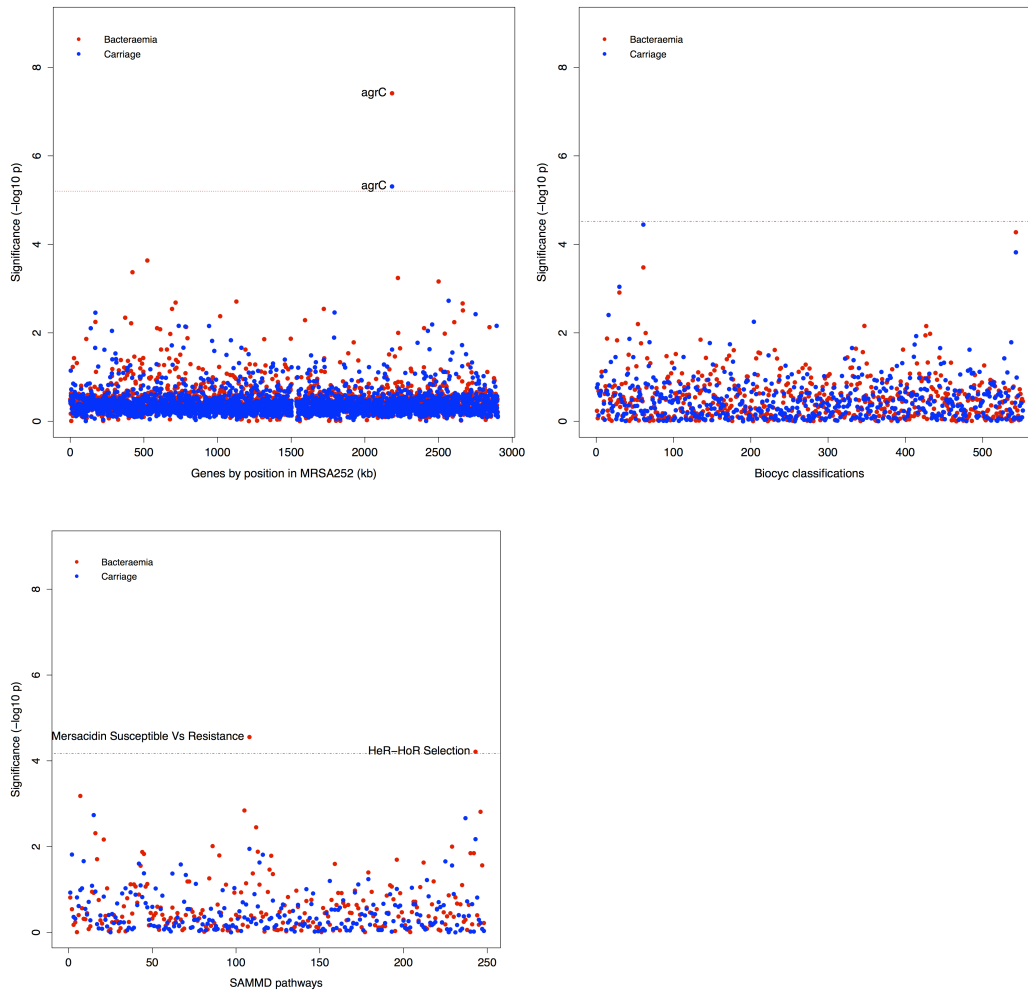 Bacteraemia
Carriage
agrC
agrC
Significance (−log10 p)
0
2
4
6
8
0
500
1000
1500
2000
2500
3000
Genes by position in MRSA252 (kb)
Bacteraemia
Carriage
Significance (−log10 p)
0
2
4
6
8
0
100
200
300
400
500
Biocyc classifications
Bacteraemia
Carriage
Mersacidin Susceptible Vs Resistance
HeR−HoR Selection
Significance (−log10 p)
0
2
4
6
8
0
50
100
150
200
250
SAMMD pathways